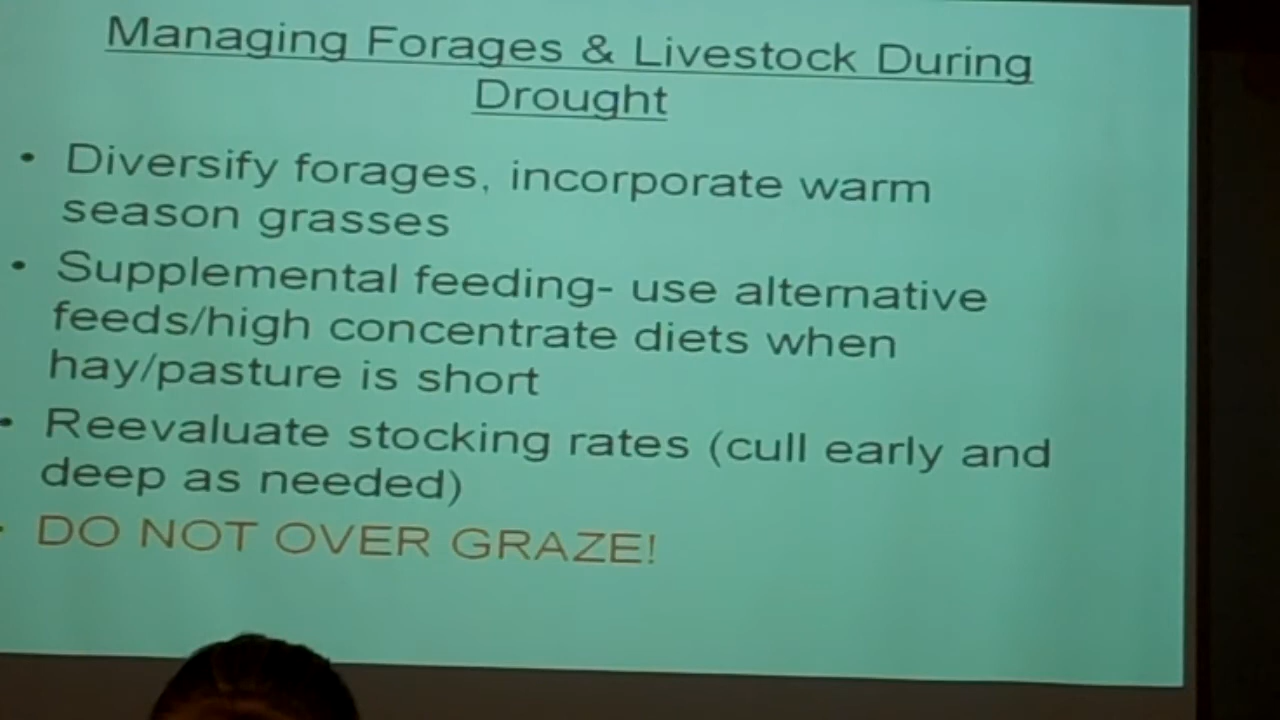 Managing Forages & Livestock During
Drought
• Diversify forages, incorporate warm
season grasses
• Supplemental feeding- use alternative
feeds/high concentrate diets when
hay/pasture is short
• Reevaluate stocking rates (cull early and
deep as needed)
• DO NOT OVER GRAZE!